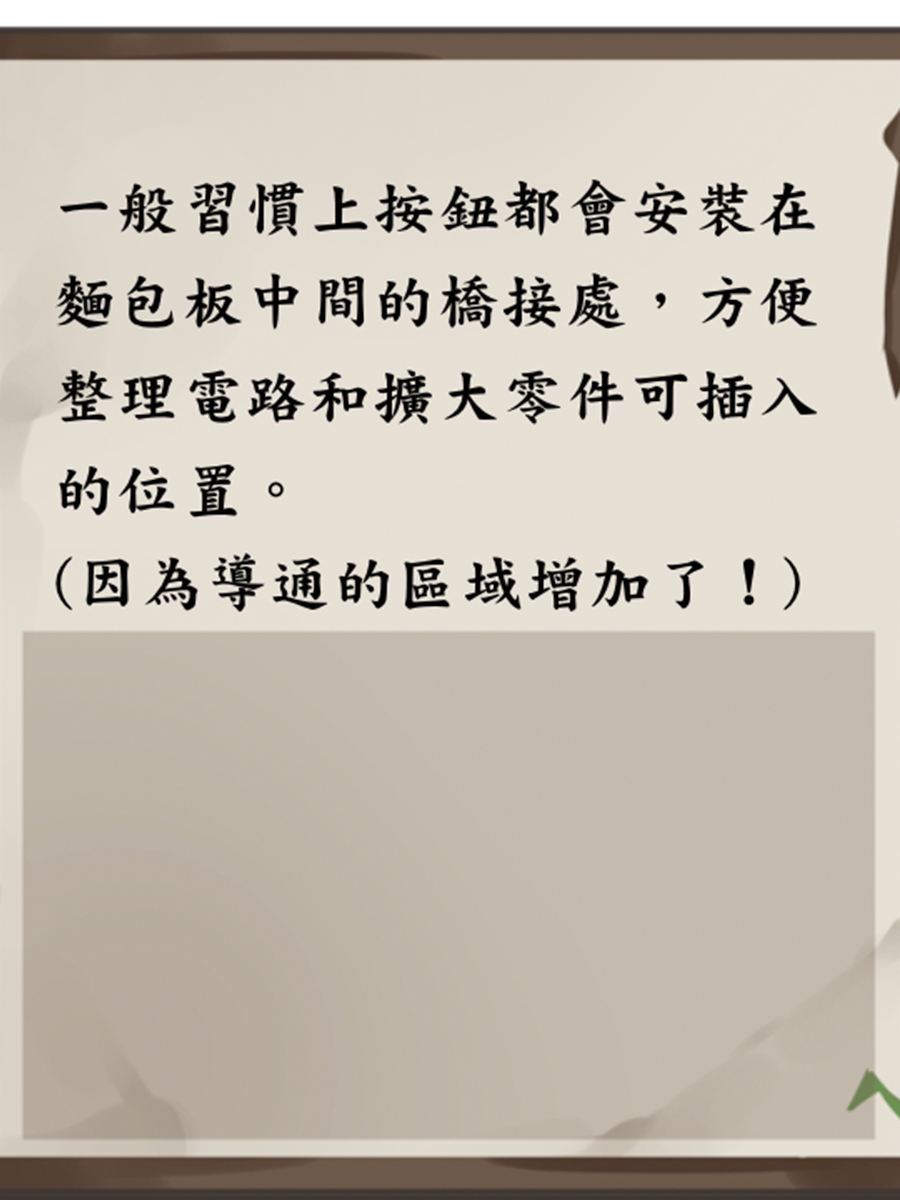 一般習慣上按鈕都會安裝在
麵包板中間的橋接處，方便
整理電路和擴大零件可插入
的位置。
(因為導通的區域增加了！)